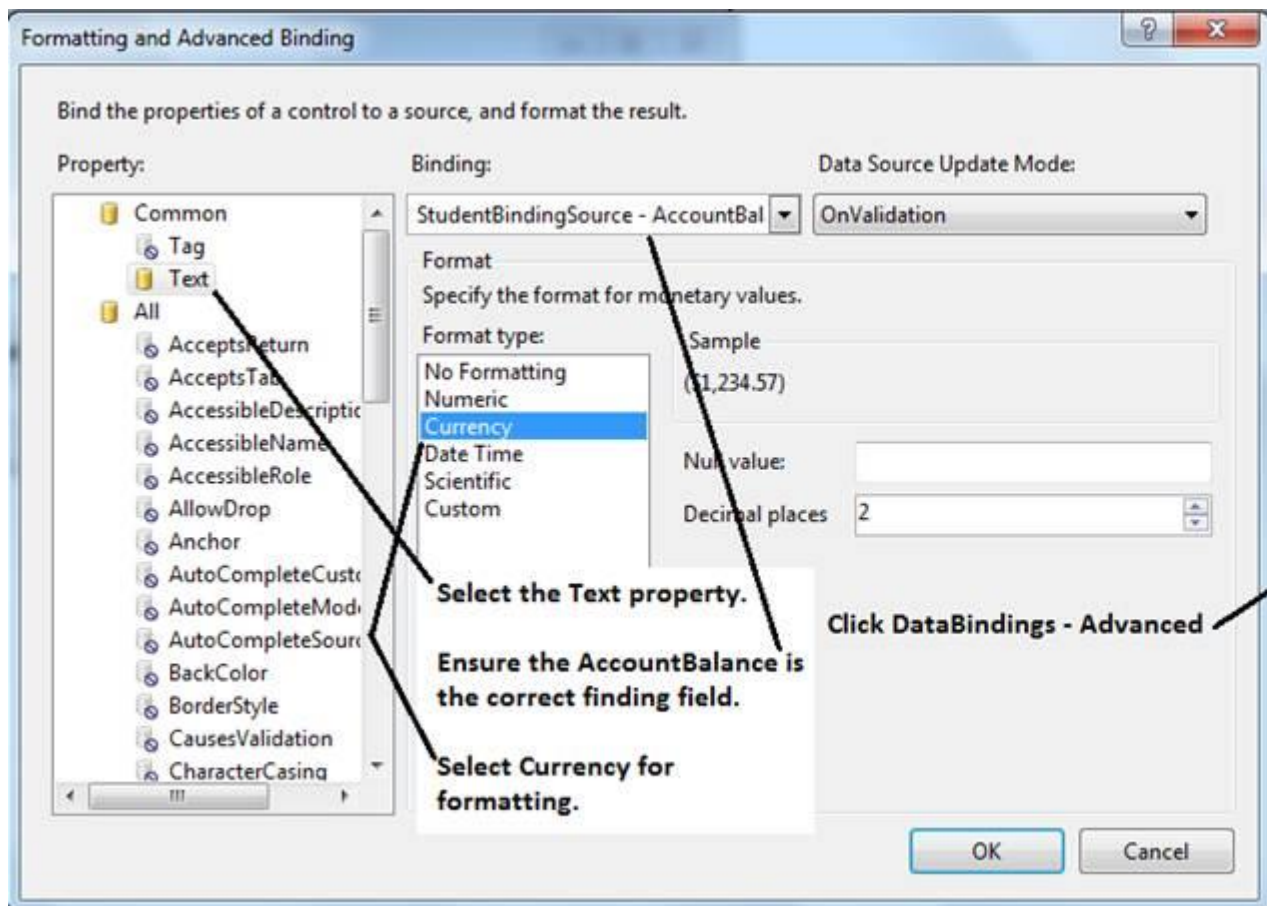 Formatting and Advanced Binding
Bind the properties of a control to a source, and format the result.
Property:
Common
Tag
Text
All
AcceptsReturn
AcceptsTab
AccessibleDescriptic
AccessibleName
AccessibleRole
AllowDrop
Anchor
AutoCompleteCusto
AutoCompleteMod
AutoCompleteSourc
BackColor
BorderStyle
CausesValidation
CharacterCasing
Binding:
StudentBindingSource - AccountBal
Data Source Update Mode:
OnValidation
Format
Specify the format for monetary values.
Format type:
No Formatting
Numeric
Currency
Date Time
Scientific
Custom
Sample
($1,234.57)
Null value:
Decimal places
2
Select the Text property.
Ensure the AccountBalance is
the correct finding field.
Select Currency for
formatting.
Click DataBindings - Advanced
OK
Cancel